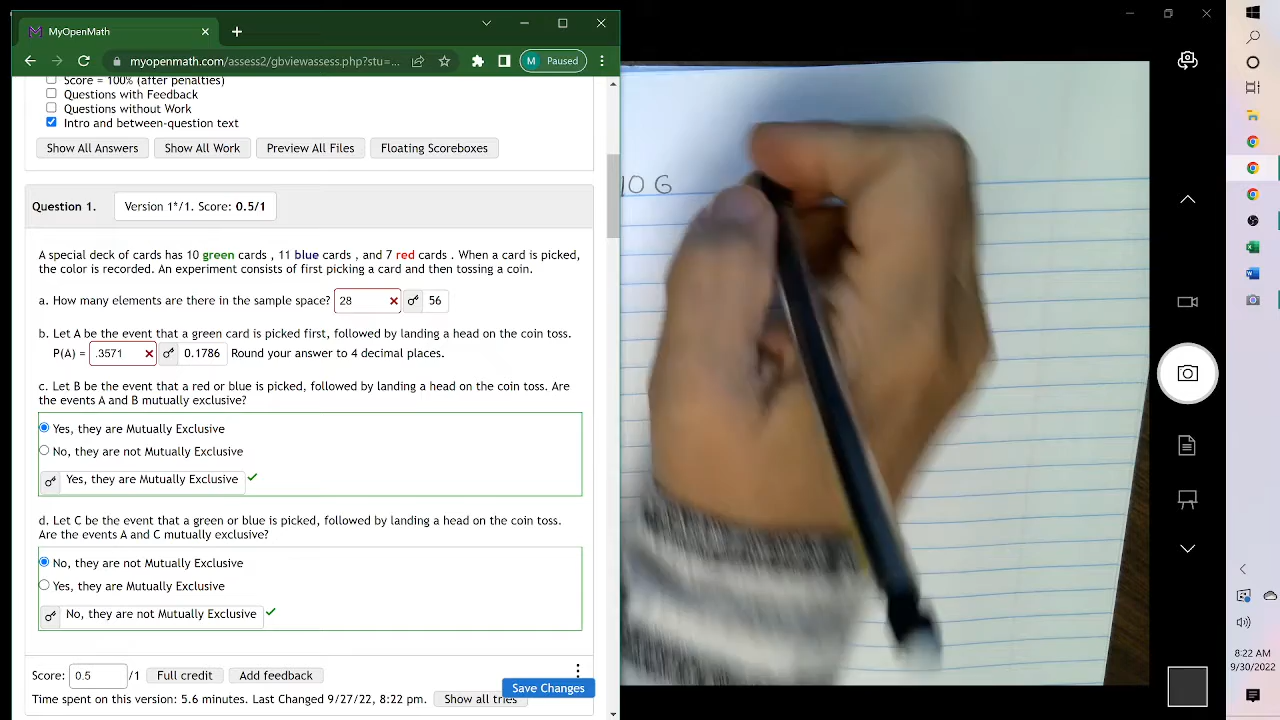 MyOpenMath
myopenmath.com/assess2/gbviewassess.php?stu=...
M Paused
Score = 100% (after penalties)
Questions with Feedback
Questions without Work
Intro and between-question text
Show All Answers Show All Work Preview All Files Floating Scoreboxes
Question 1. Version 1*/1. Score: 0.5/1
A special deck of cards has 10 green cards , 11 blue cards , and 7 red cards . When a card is picked,
the color is recorded. An experiment consists of first picking a card and then tossing a coin.
a. How many elements are there in the sample space? 28 56
b. Let A be the event that a green card is picked first, followed by landing a head on the coin toss.
P(A) = .3571 0.1786 Round your answer to 4 decimal places.
c. Let B be the event that a red or blue is picked, followed by landing a head on the coin toss. Are
the events A and B mutually exclusive?
Yes, they are Mutually Exclusive
No, they are not Mutually Exclusive
Yes, they are Mutually Exclusive
d. Let C be the event that a green or blue is picked, followed by landing a head on the coin toss.
Are the events A and C mutually exclusive?
No, they are not Mutually Exclusive
Yes, they are Mutually Exclusive
No, they are not Mutually Exclusive
Score: 0.5 /1 Full credit Add feedback
Save Changes
Time spent on this version: 5.6 minutes. Last Changed 9/27/22, 8:22 pm. Show all tries
10 G
8:22 AM
9/30/2022